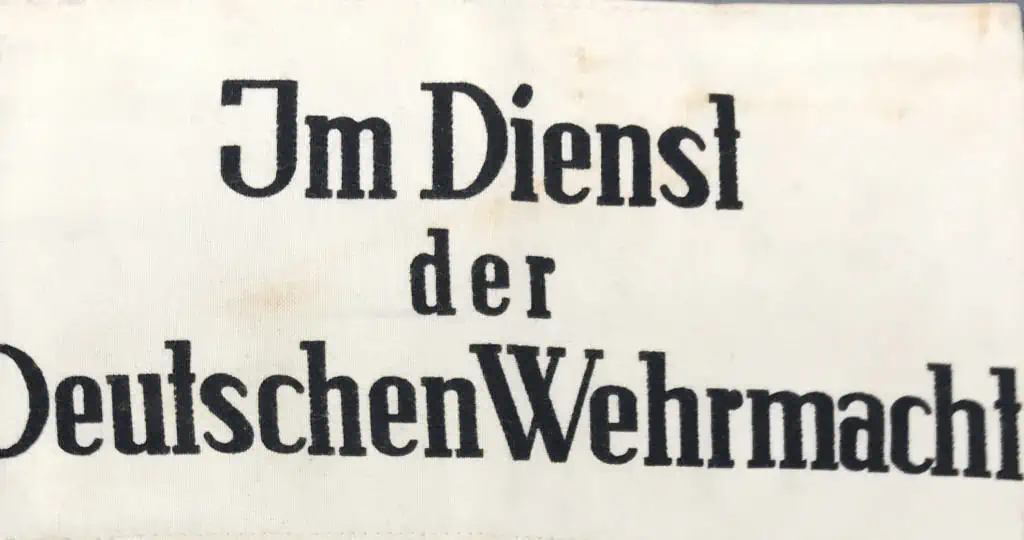 Im Dienst
der
Deutschen Wehrmacht